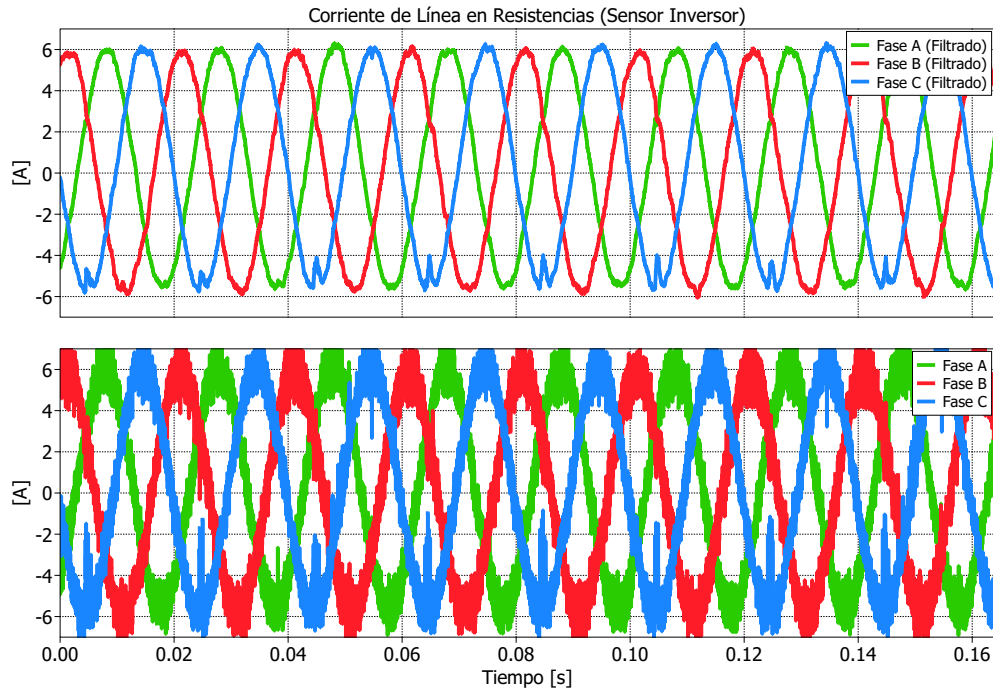 Corriente de Línea en Resistencias (Sensor Inversor)
6
4
2
0
-2
-4
-6
[A]
Fase A (Filtrado)
Fase B (Filtrado)
Fase C (Filtrado)
6
4
2
0
-2
-4
-6
[A]
Fase A
Fase B
Fase C
0.00 0.02 0.04 0.06 0.08 0.10 0.12 0.14 0.16
Tiempo [s]